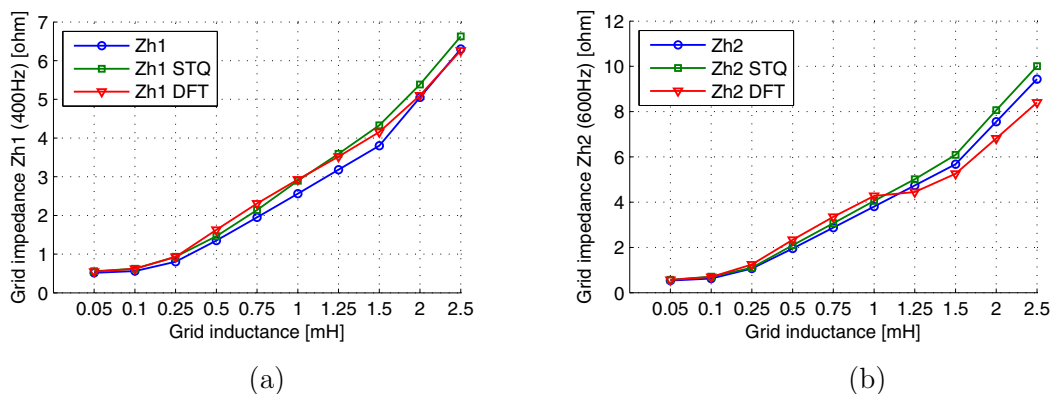 Grid impedance Zh1 (400Hz) [ohm]
7
6
5
4
3
2
1
0
Zh1
Zh1 STQ
Zh1 DFT
0.05 0.1 0.25 0.5 0.75 1 1.25 1.5 2 2.5
Grid inductance [mH]
(a)
Grid impedance Zh2 (600Hz) [ohm]
12
10
8
6
4
2
0
Zh2
Zh2 STQ
Zh2 DFT
0.05 0.1 0.25 0.5 0.75 1 1.25 1.5 2 2.5
Grid inductance [mH]
(b)